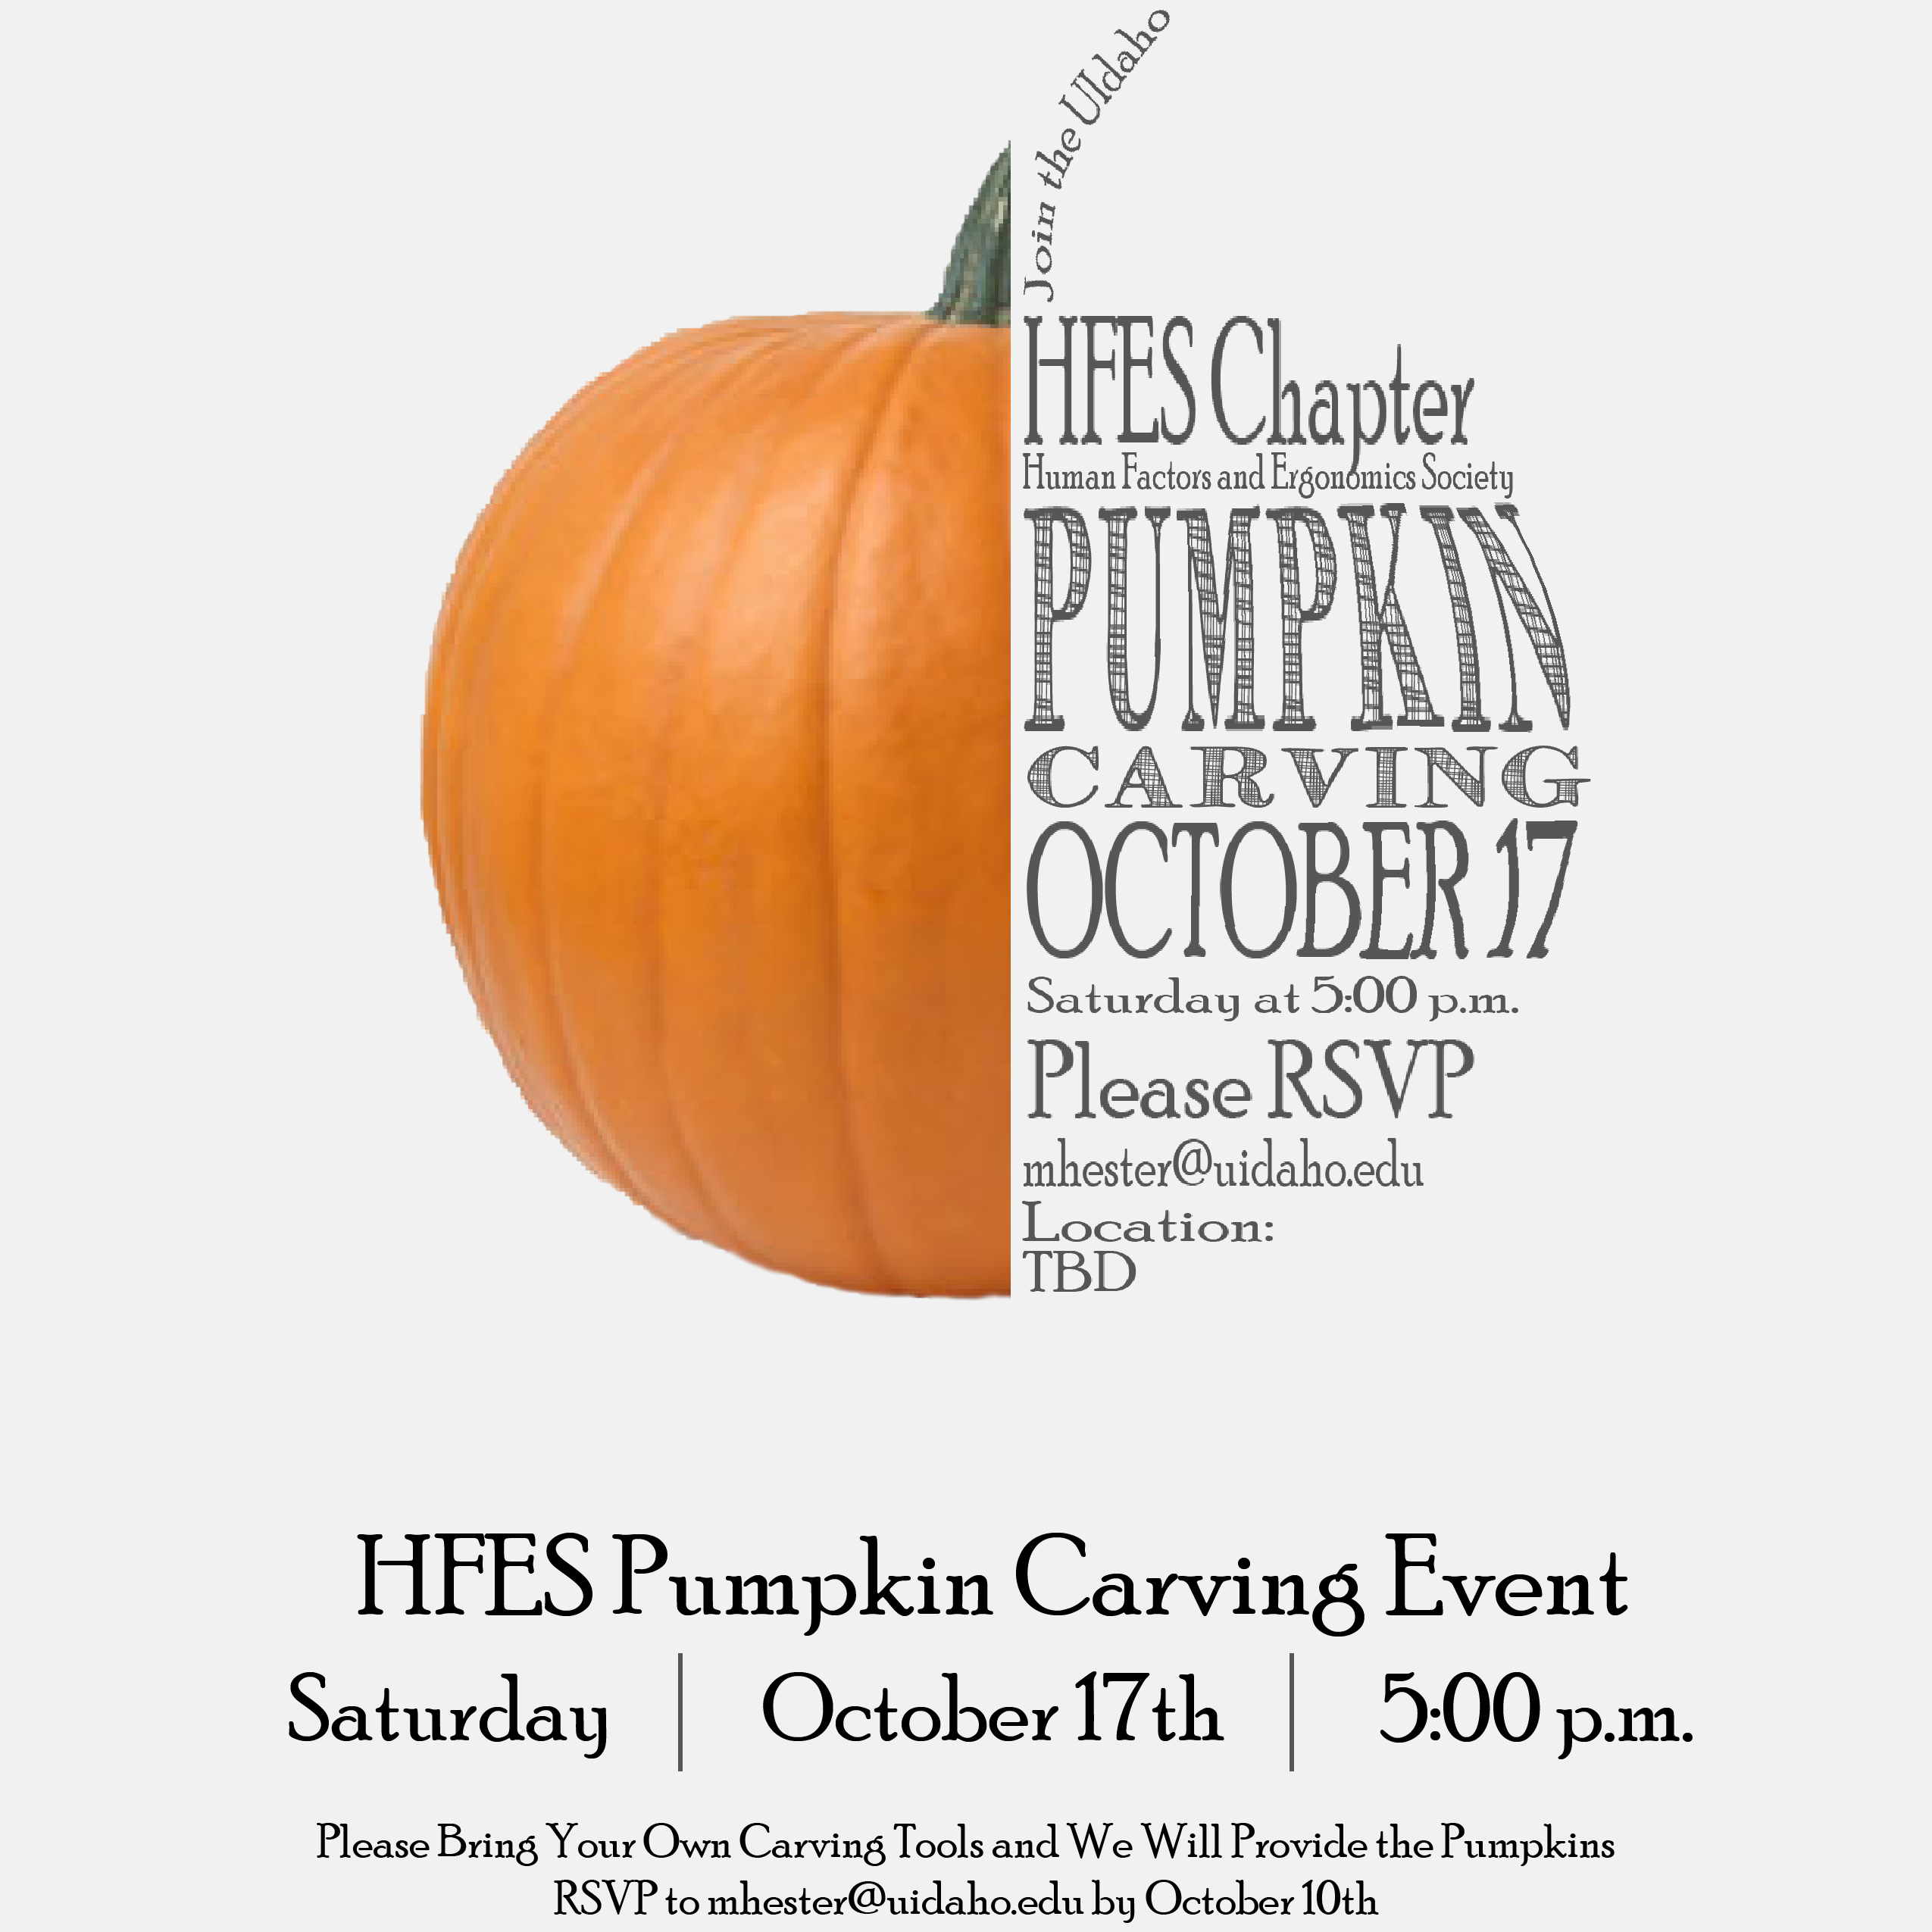 Join the UIdaho
HFES Chapter
Human Factors and Ergonomics Society
PUMPKIN
CARVING
OCTOBER 17
Saturday at 5:00 p.m.
Please RSVP
mhester@uidaho.edu
Location:
TBD
HFES Pumpkin Carving Event
Saturday | October 17th | 5:00 p.m.
Please Bring Your Own Carving Tools and We Will Provide the Pumpkins
RSVP to mhester@uidaho.edu by October 10th